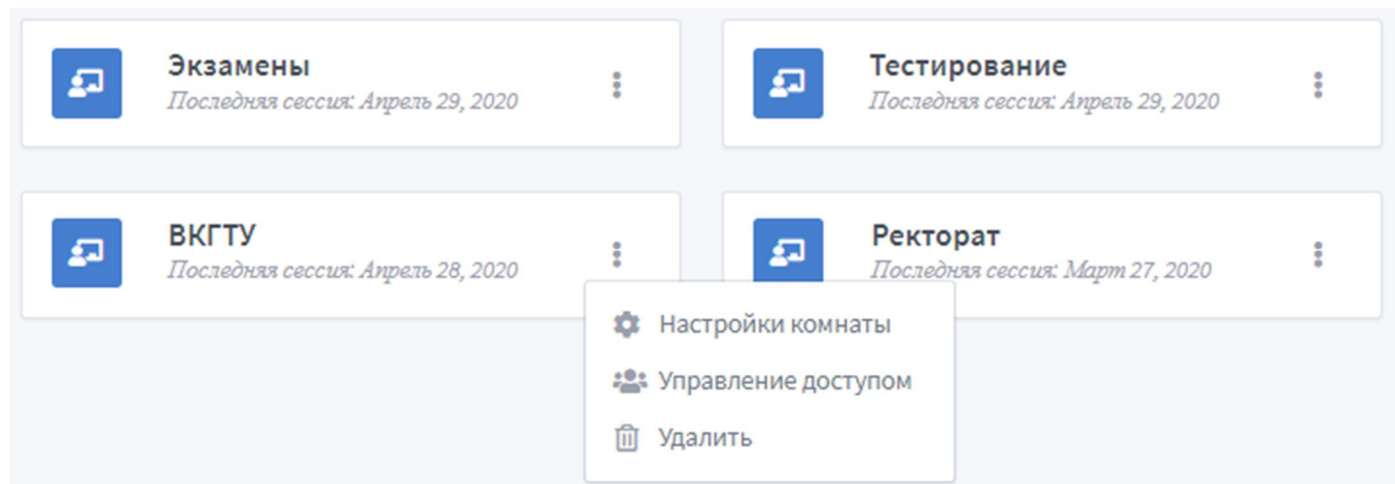 Экзамены
Последняя сессия: Апрель 29, 2020
Тестирование
Последняя сессия: Апрель 29, 2020
ВКГТУ
Последняя сессия: Апрель 28, 2020
Ректорат
Последняя сессия: Март 27, 2020
Настройки комнаты
Управление доступом
Удалить